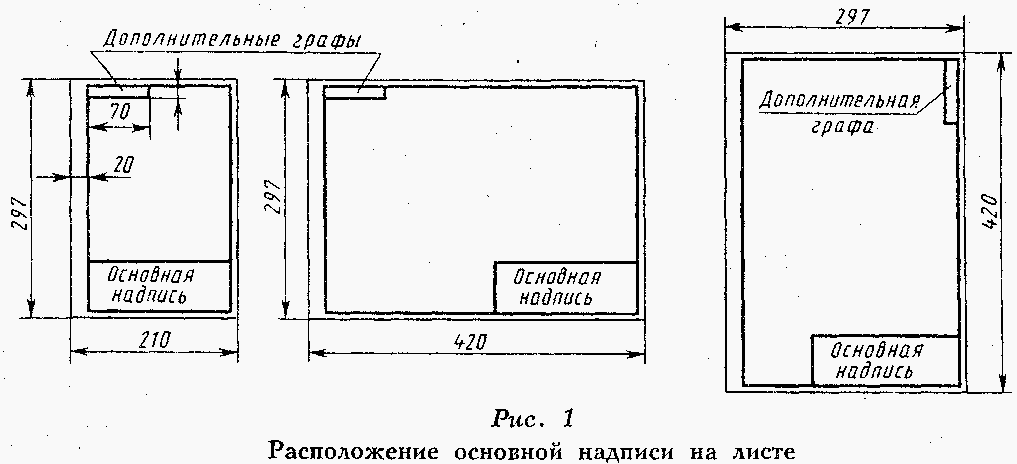 Дополнительные графы
297
70
20
Основная
надпись
210
297
Основная
надпись
420
297
Дополнительная
графа
420
Основная
надпись
Рис. 1
Расположение основной надписи на листе